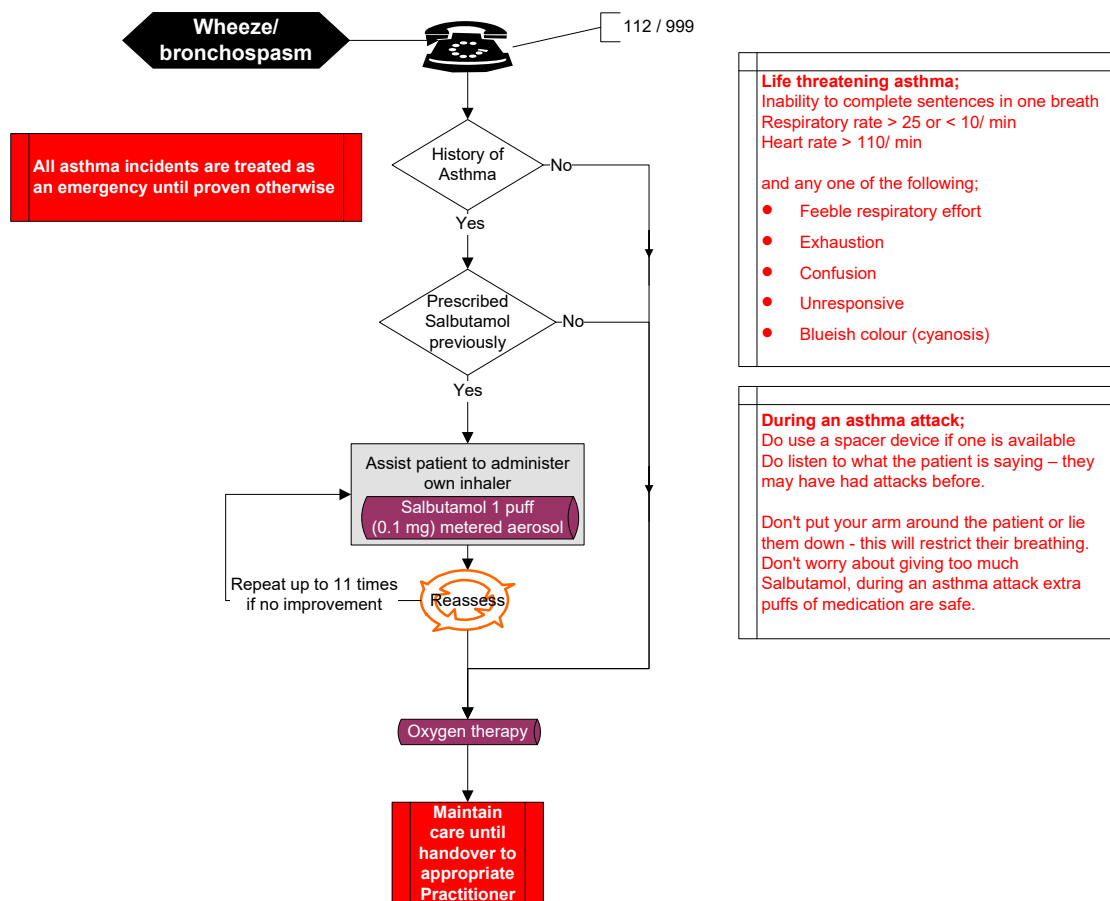 Wheeze/
bronchospasm
112 / 999
All asthma incidents are treated as
an emergency until proven otherwise
History of
Asthma
No
Yes
Prescribed
Salbutamol
previously
No
Yes
Assist patient to administer
own inhaler
Salbutamol 1 puff
(0.1 mg) metered aerosol
Repeat up to 11 times
if no improvement
Reassess
Oxygen therapy
Maintain
care until
handover to
appropriate
Practitioner
Life threatening asthma;
Inability to complete sentences in one breath
Respiratory rate > 25 or < 10/ min
Heart rate > 110/ min
and any one of the following;
● Feeble respiratory effort
● Exhaustion
● Confusion
● Unresponsive
● Blueish colour (cyanosis)
During an asthma attack;
Do use a spacer device if one is available
Do listen to what the patient is saying – they
may have had attacks before.
Don't put your arm around the patient or lie
them down - this will restrict their breathing.
Don't worry about giving too much
Salbutamol, during an asthma attack extra
puffs of medication are safe.